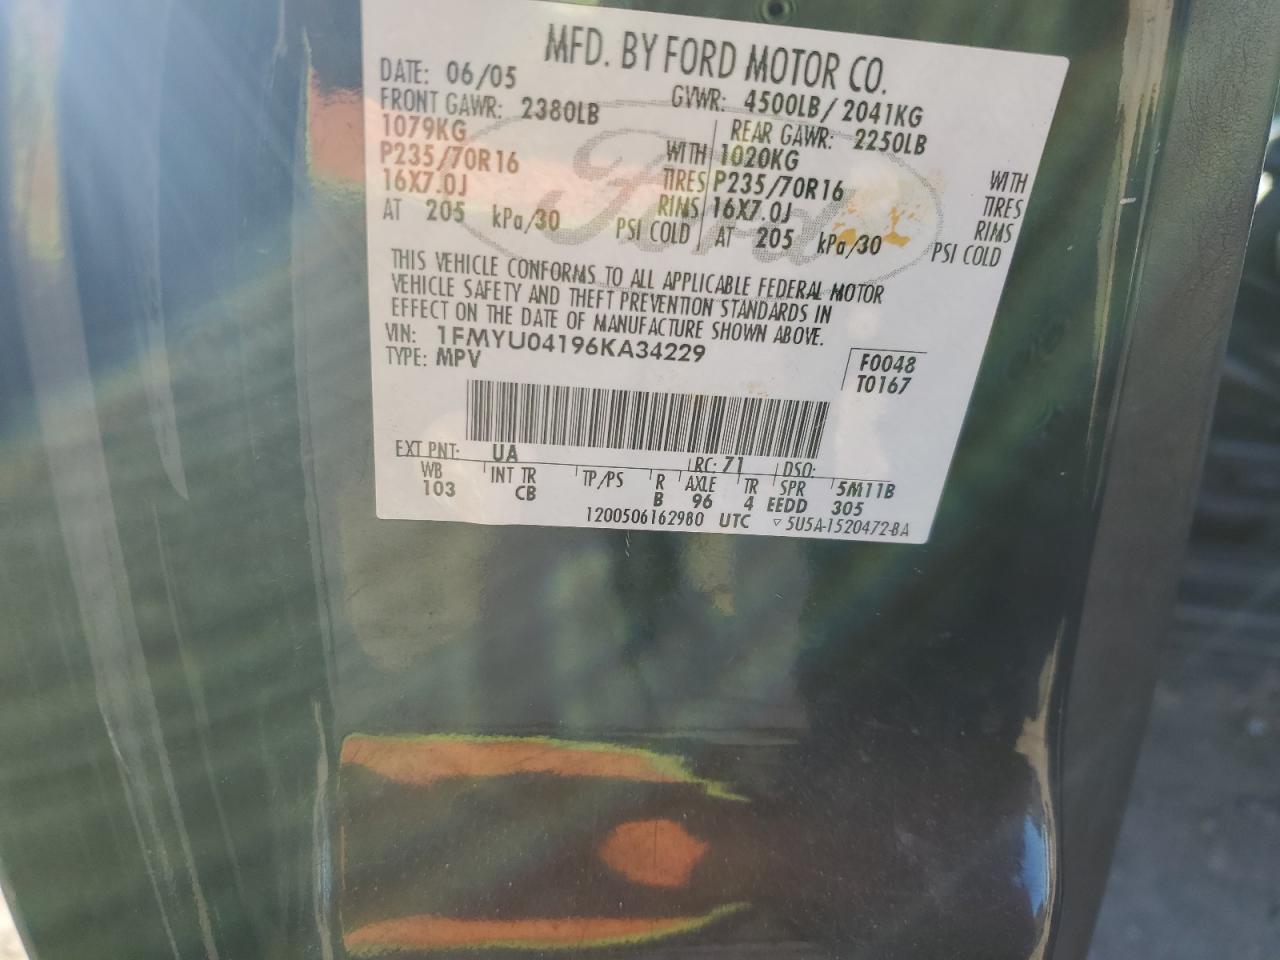 MFD. BY FORD MOTOR CO.
DATE: 06/05 GVWR: 4500LB/ 2041KG
FRONT GAWR: 2380LB REAR GAWR: 2250LB
1079KG WITH 1020KG WITH
P235/70R16 TIRES P235/70R16 TIRES
16X7.0J RIMS 16X7.0J RIMS
AT 205 kPa/30 PSI COLD AT 205 kPa/30 PSI COLD
Ford
THIS VEHICLE CONFORMS TO ALL APPLICABLE FEDERAL MOTOR
VEHICLE SAFETY AND THEFT PREVENTION STANDARDS IN
EFFECT ON THE DATE OF MANUFACTURE SHOWN ABOVE.
VIN: 1FMYU04196KA34229
TYPE: MPV
F0048
T0167
EXT PNT: UA RC: 71 DSO:
WB INT TR TP/PS R AXLE TR SPR 5M11B
103 CB B 96 4 EEDD 305
1200506162980 UTC ▽ 5U5A-1520472-BA